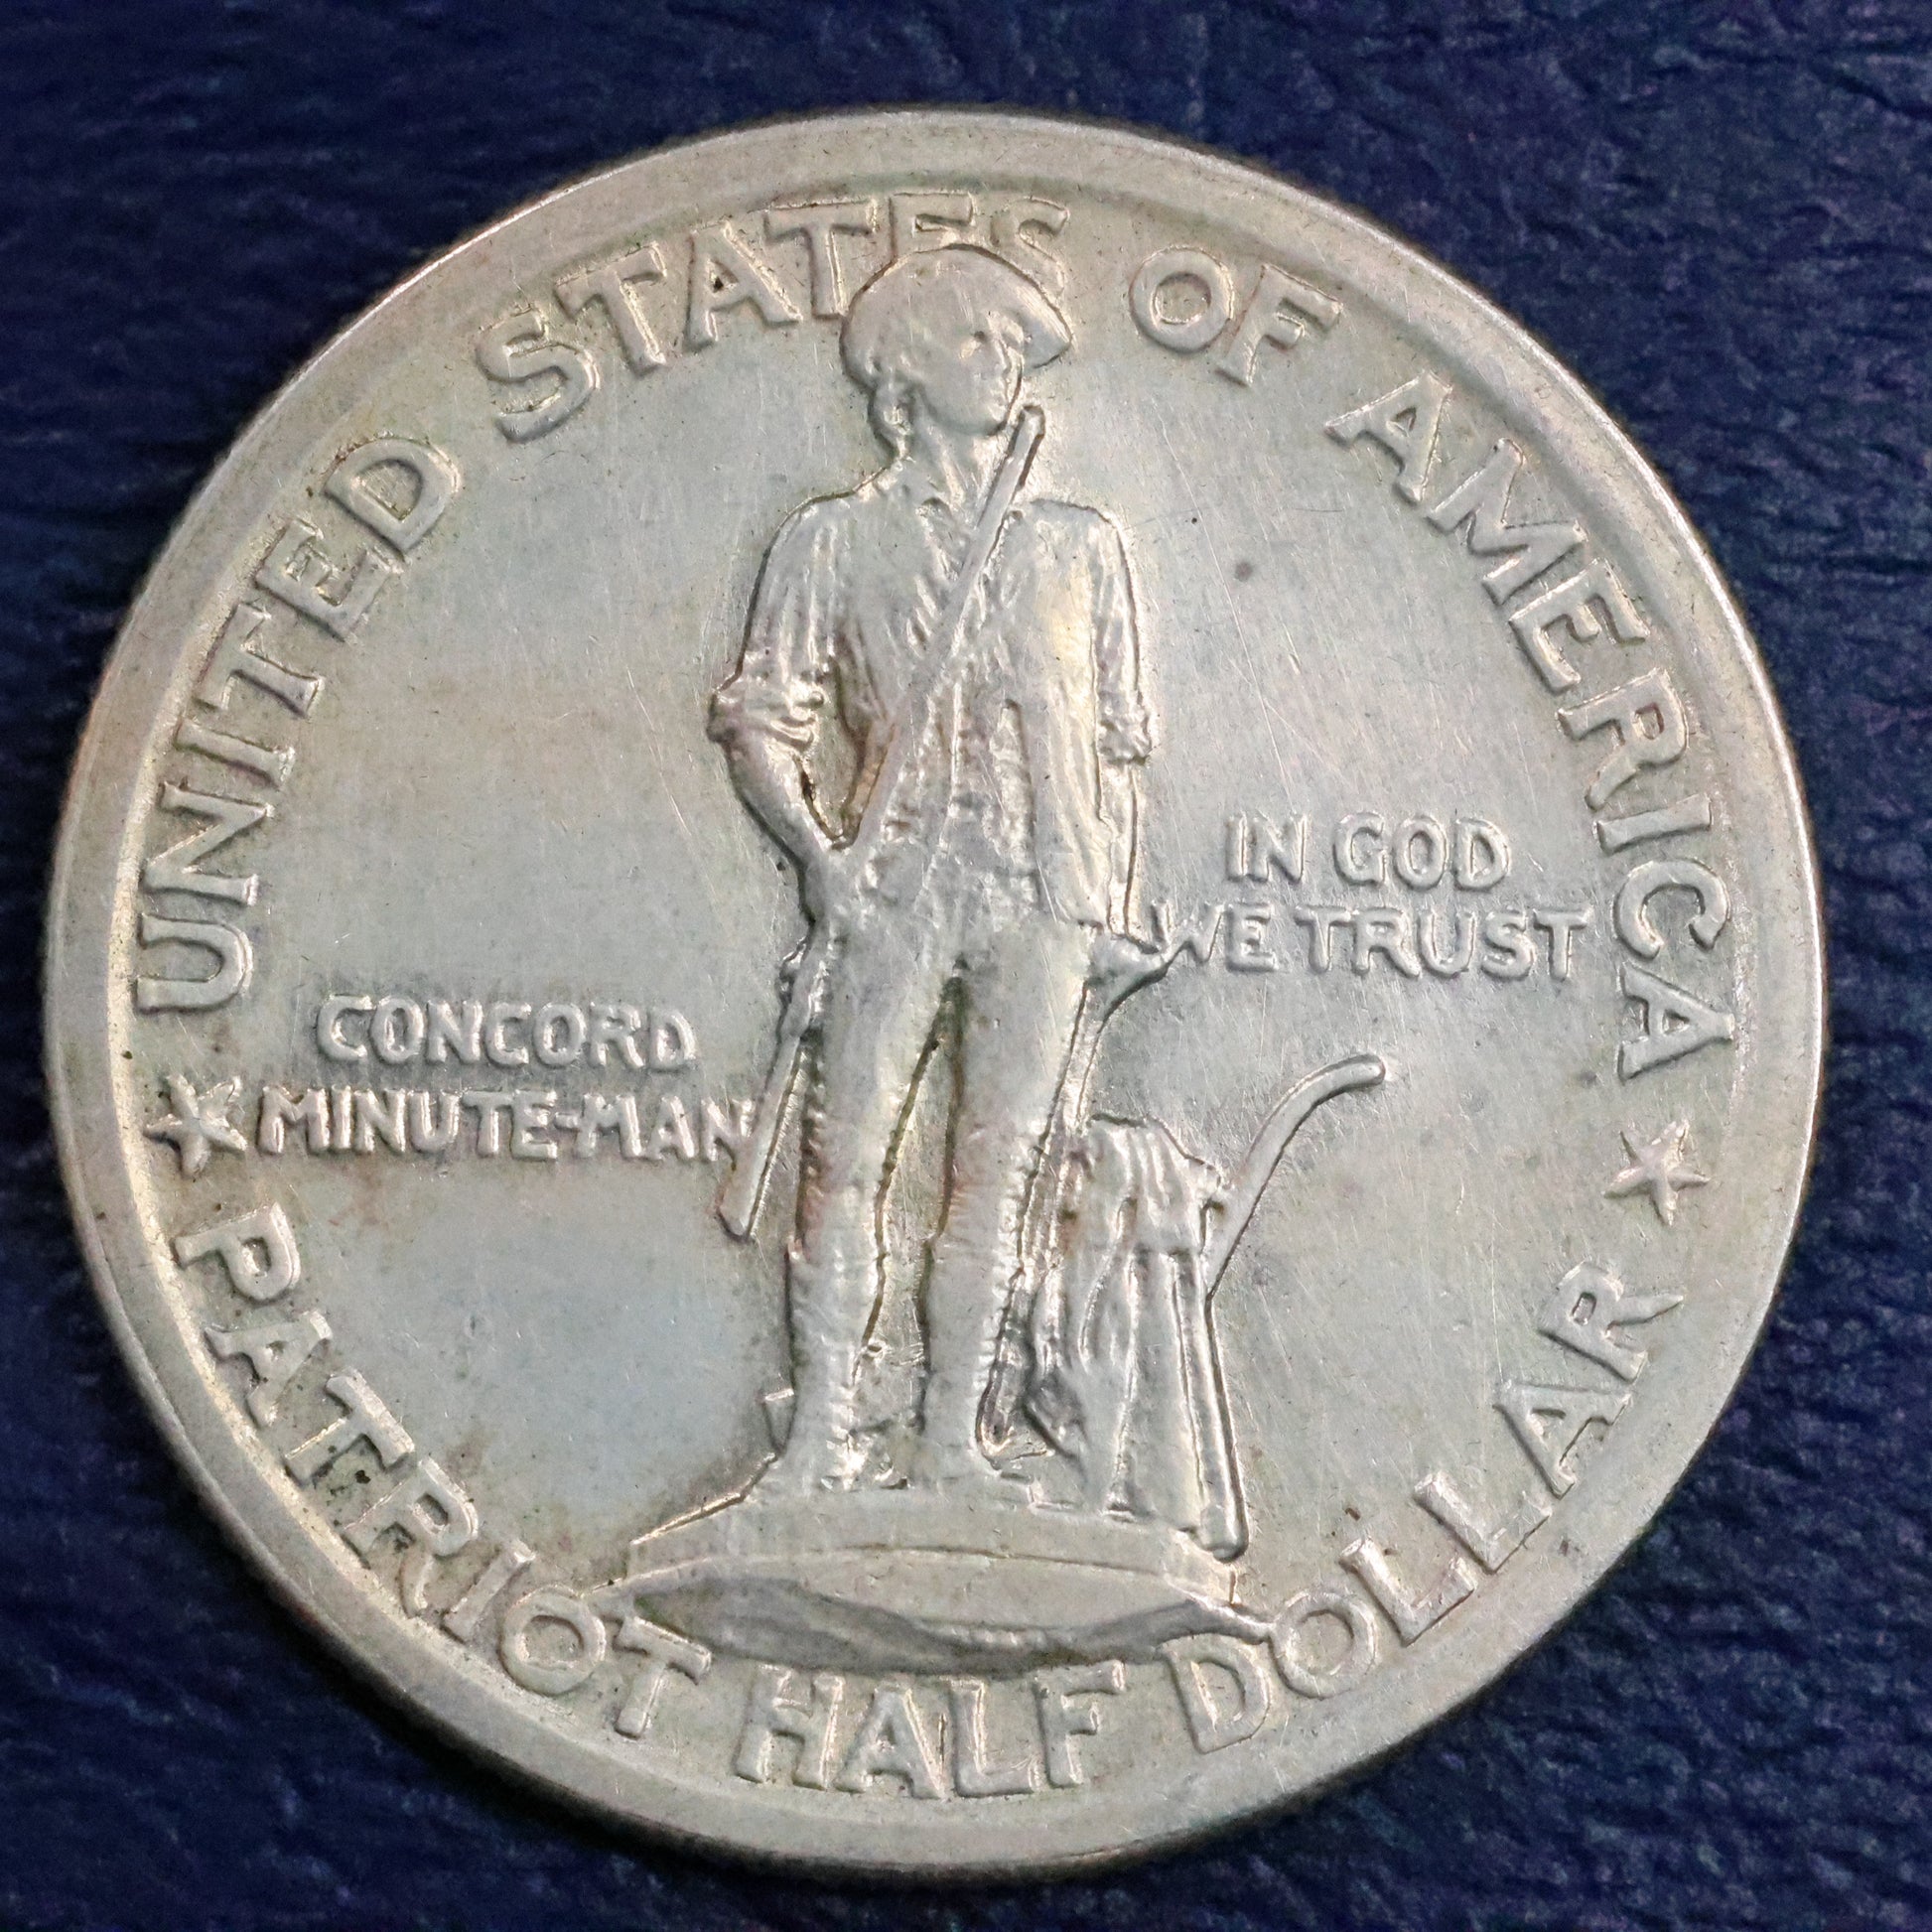 UNITED STATES OF AMERICA
IN GOD
WE TRUST
CONCORD
MINUTE-MAN
PATRIOT HALF DOLLAR